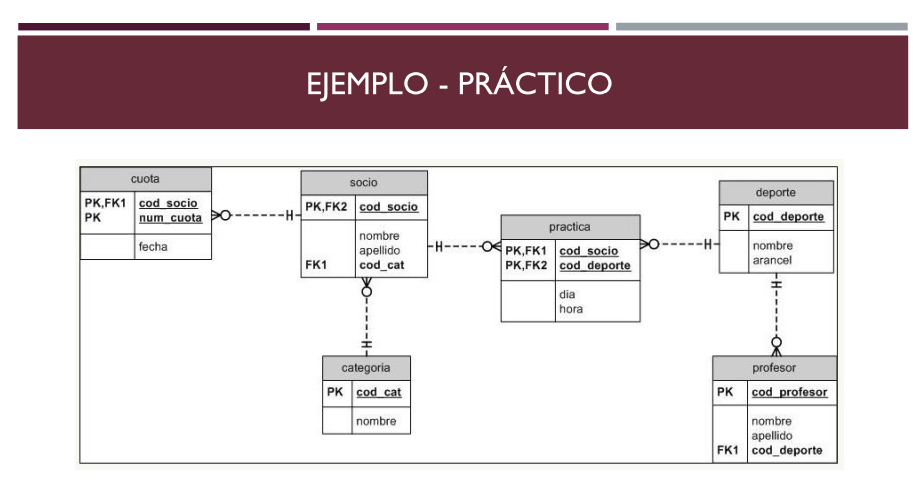 EJEMPLO - PRÁCTICO
cuota
PK,FK1 cod_socio
PK num_cuota
fecha
socio
PK,FK2 cod_socio
nombre
apellido
FK1 cod_cat
practica
PK,FK1 cod_socio
PK,FK2 cod_deporte
dia
hora
deporte
PK cod_deporte
nombre
arancel
categoria
PK cod_cat
nombre
profesor
PK cod_profesor
nombre
apellido
FK1 cod_deporte